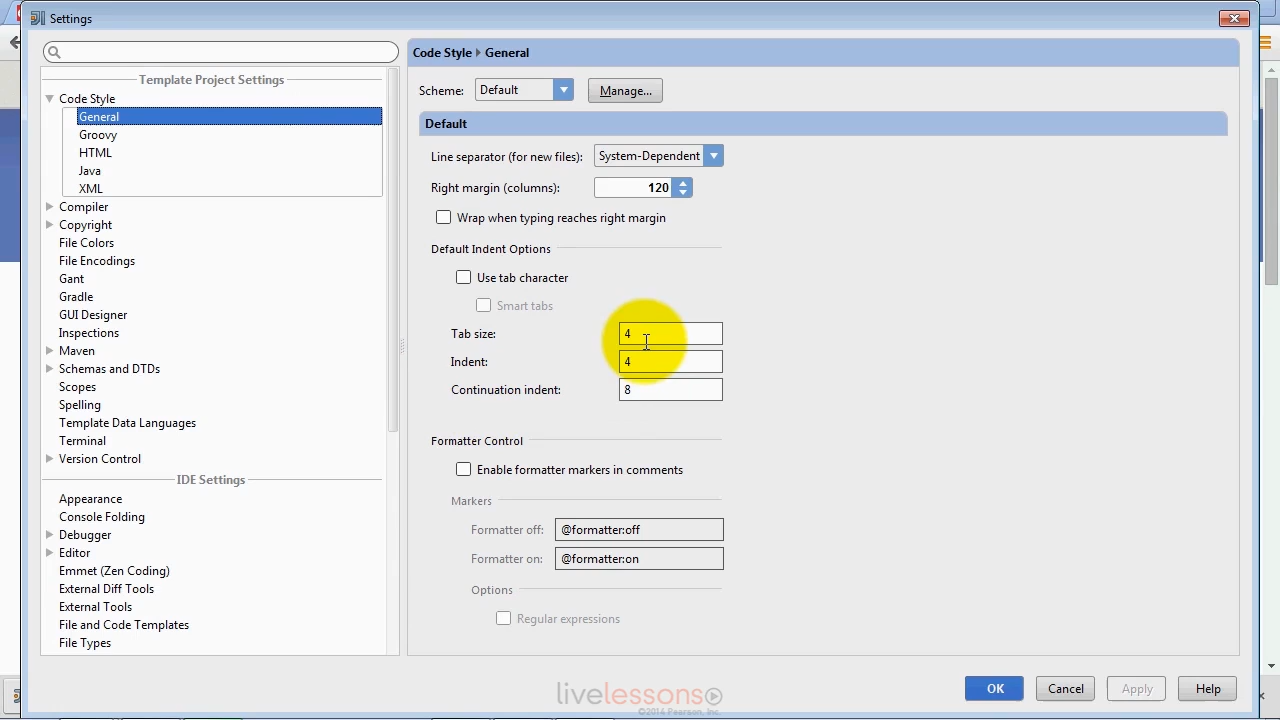 Settings
Template Project Settings
Code Style
General
Groovy
HTML
Java
XML
Compiler
Copyright
File Colors
File Encodings
Gant
Gradle
GUI Designer
Inspections
Maven
Schemas and DTDs
Scopes
Spelling
Template Data Languages
Terminal
Version Control
IDE Settings
Appearance
Console Folding
Debugger
Editor
Emmet (Zen Coding)
External Diff Tools
External Tools
File and Code Templates
File Types
Code Style General
Scheme: Default Manage...
Default
Line separator (for new files): System-Dependent
Right margin (columns): 120
Wrap when typing reaches right margin
Default Indent Options
Use tab character
Smart tabs
Tab size: 4
Indent: 4
Continuation indent: 8
Formatter Control
Enable formatter markers in comments
Markers
Formatter off: @formatter:off
Formatter on: @formatter:on
Options
Regular expressions
OK Cancel Apply Help
livelessons
©2014 Pearson, Inc.